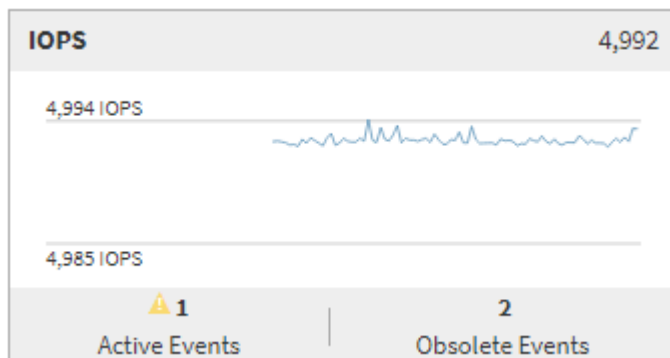 IOPS 4,992
4,994 IOPS
4,985 IOPS
1 2
Active Events Obsolete Events